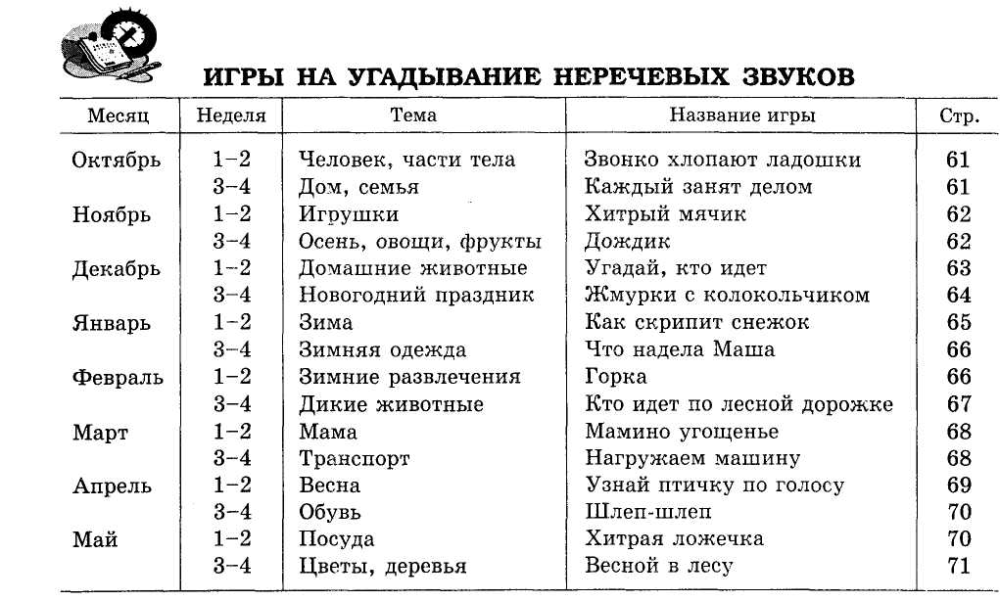 ИГРЫ НА УГАДЫВАНИЕ НЕРЕЧЕВЫХ ЗВУКОВ
Месяц Неделя Тема Название игры Стр.
Октябрь 1–2 Человек, части тела Звонко хлопают ладошки 61
3–4 Дом, семья Каждый занят делом 61
Ноябрь 1–2 Игрушки Хитрый мячик 62
3–4 Осень, овощи, фрукты Дождик 62
Декабрь 1–2 Домашние животные Угадай, кто идет 63
3–4 Новогодний праздник Жмурки с колокольчиком 64
Январь 1–2 Зима Как скрипит снежок 65
3–4 Зимняя одежда Что надела Маша 66
Февраль 1–2 Зимние развлечения Горка 66
3–4 Дикие животные Кто идет по лесной дорожке 67
Март 1–2 Мама Мамино угощенье 68
3–4 Транспорт Нагружаем машину 68
Апрель 1–2 Весна Узнай птичку по голосу 69
3–4 Обувь Шлеп-шлеп 70
Май 1–2 Посуда Хитрая ложечка 70
3–4 Цветы, деревья Весной в лесу 71